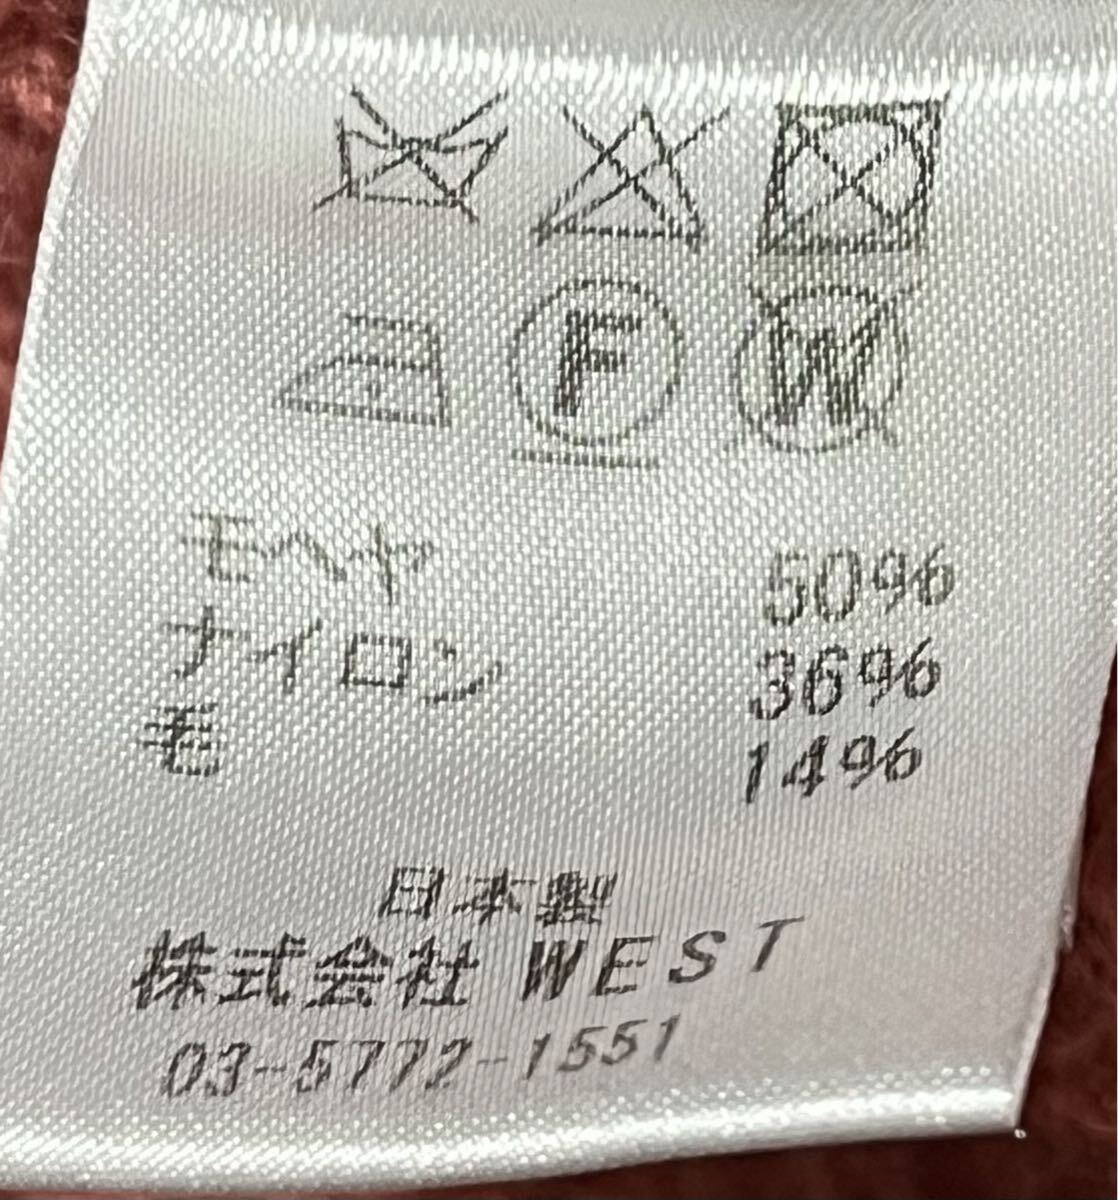 F W
モヘヤ 50%
ナイロン 36%
毛 14%
日本製
株式会社 WEST
03-5772-1551